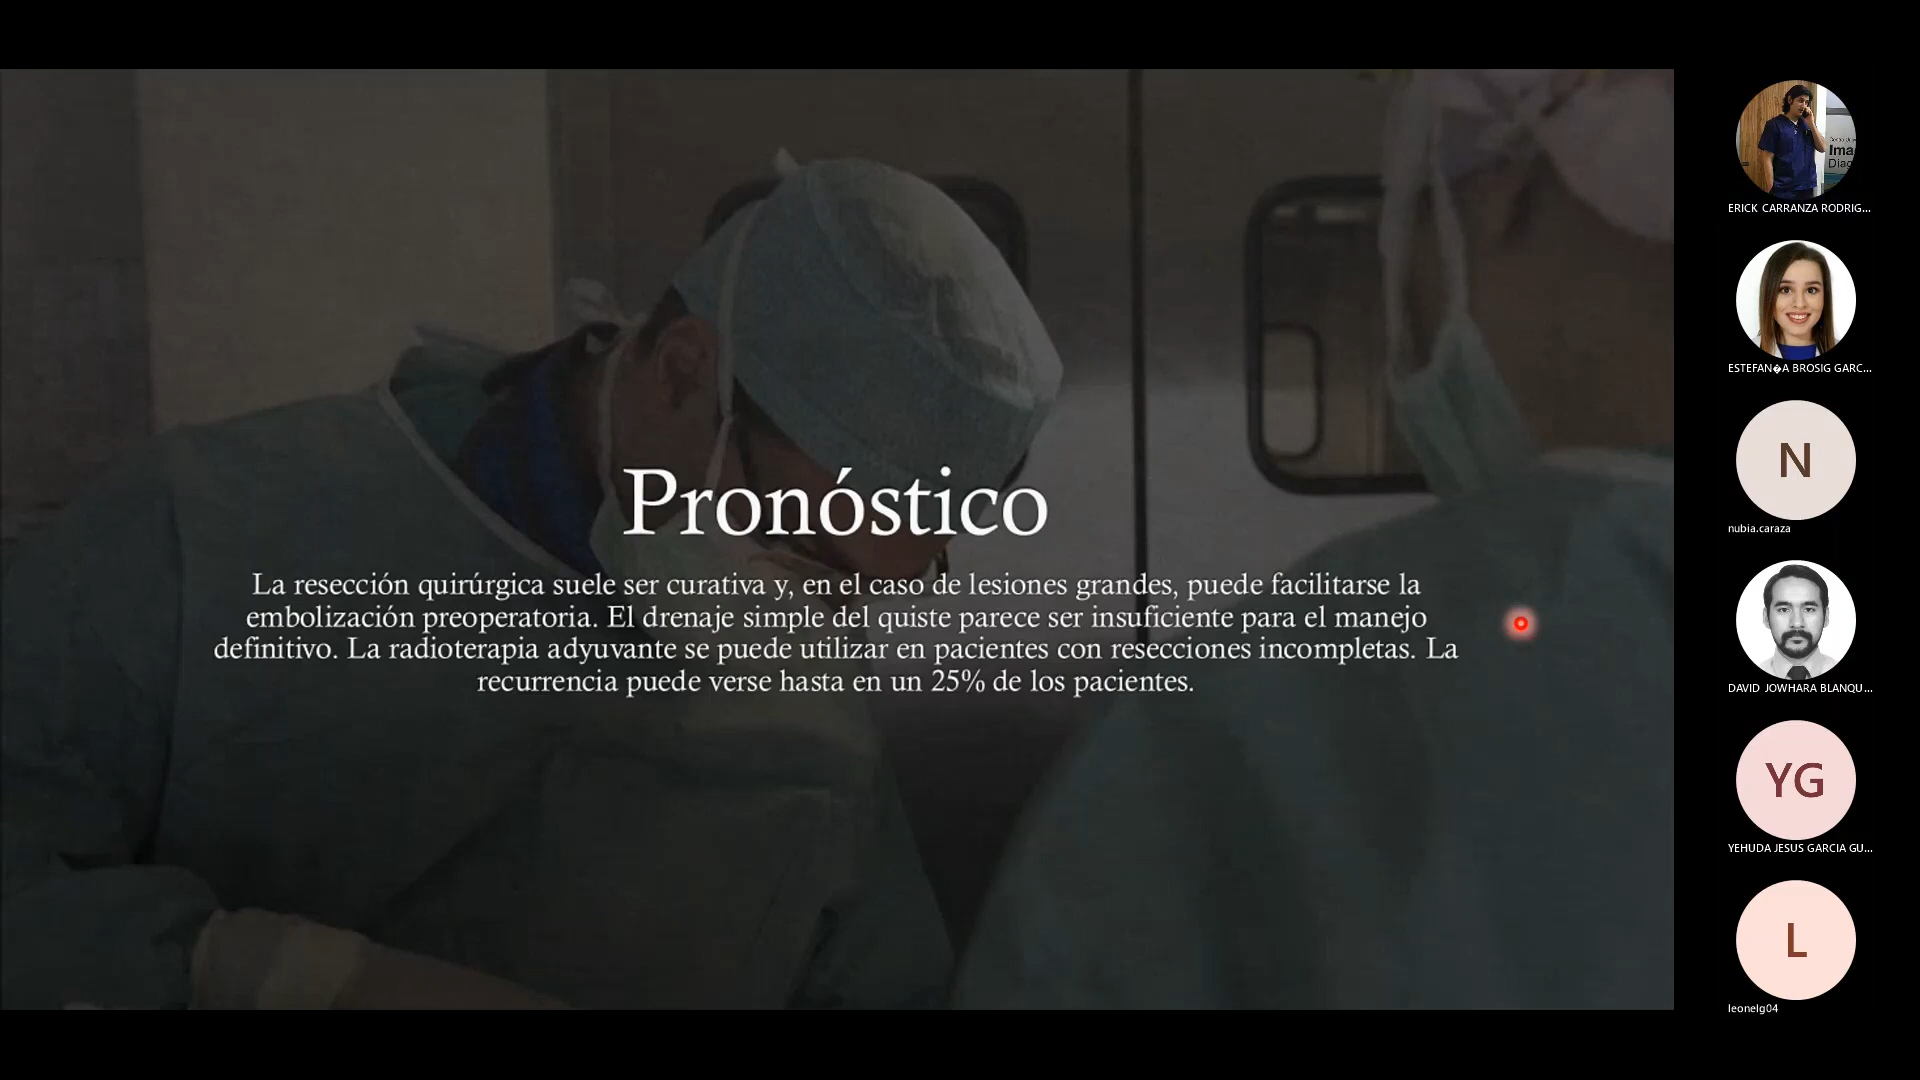 Pronóstico
La resección quirúrgica suele ser curativa y, en el caso de lesiones grandes, puede facilitarse la
embolización preoperatoria. El drenaje simple del quiste parece ser insuficiente para el manejo
definitivo. La radioterapia adyuvante se puede utilizar en pacientes con resecciones incompletas. La
recurrencia puede verse hasta en un 25% de los pacientes.
Ima
Diag
ERICK CARRANZA RODRIG...
ESTEFAN�A BROSIG GARC...
N
nubia.caraza
DAVID JOWHARA BLANQU...
YG
YEHUDA JESUS GARCIA GU...
L
leonelg04